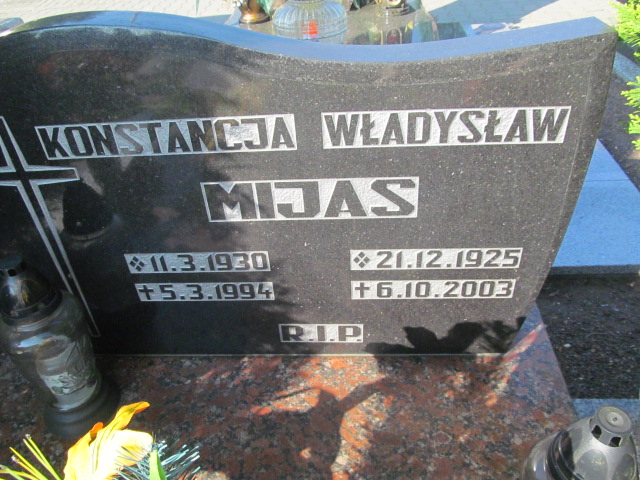 KONSTANCJA WŁADYSŁAW
MIJAS
❖ 11.3.1930 ❖ 21.12.1925
✝ 5.3.1994 ✝ 6.10.2003
R.I.P.